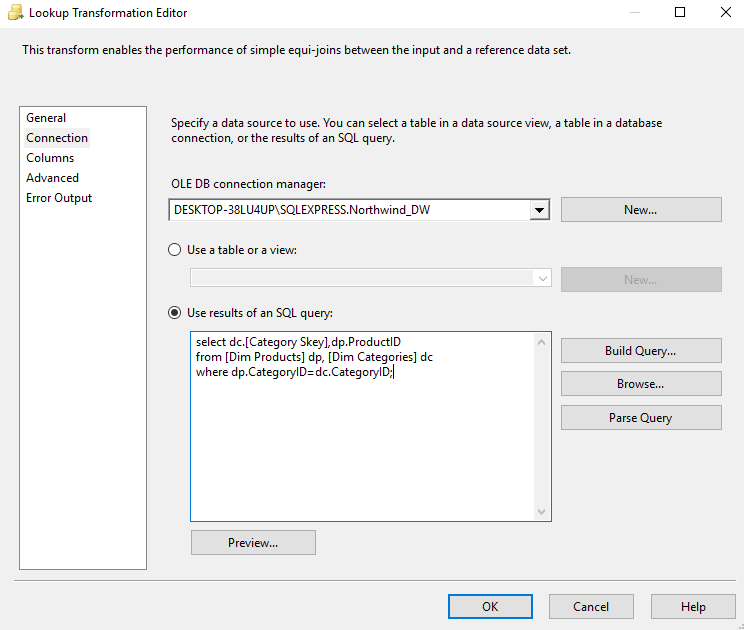 Lookup Transformation Editor
This transform enables the performance of simple equi-joins between the input and a reference data set.
General
Connection
Columns
Advanced
Error Output
Specify a data source to use. You can select a table in a data source view, a table in a database
connection, or the results of an SQL query.
OLE DB connection manager:
DESKTOP-38LU4UP\SQLEXPRESS.Northwind_DW
New...
Use a table or a view:
New...
Use results of an SQL query:
select dc.[Category Skey],dp.ProductID
from [Dim Products] dp, [Dim Categories] dc
where dp.CategoryID=dc.CategoryID;
Build Query...
Browse...
Parse Query
Preview...
OK
Cancel
Help